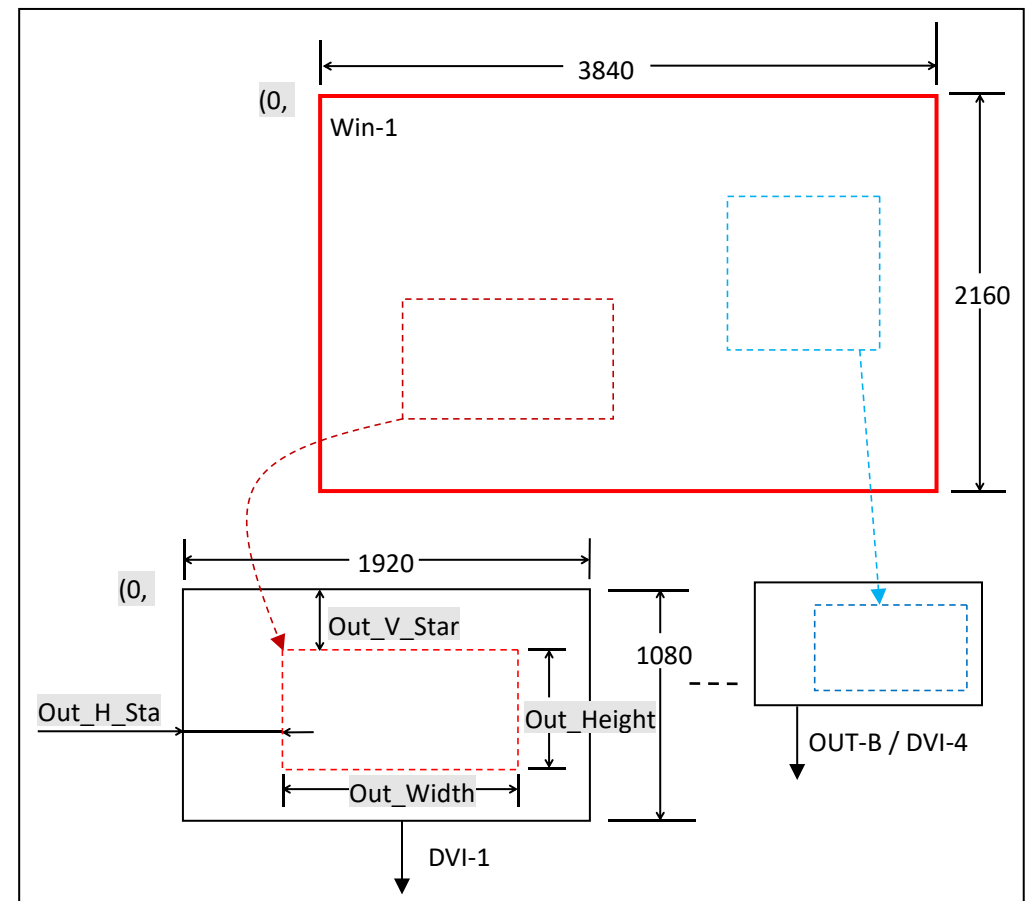 3840
(0,
Win-1
2160
1920
(0,
Out_V_Star
1080
Out_H_Sta
Out_Height
OUT-B / DVI-4
Out_Width
DVI-1